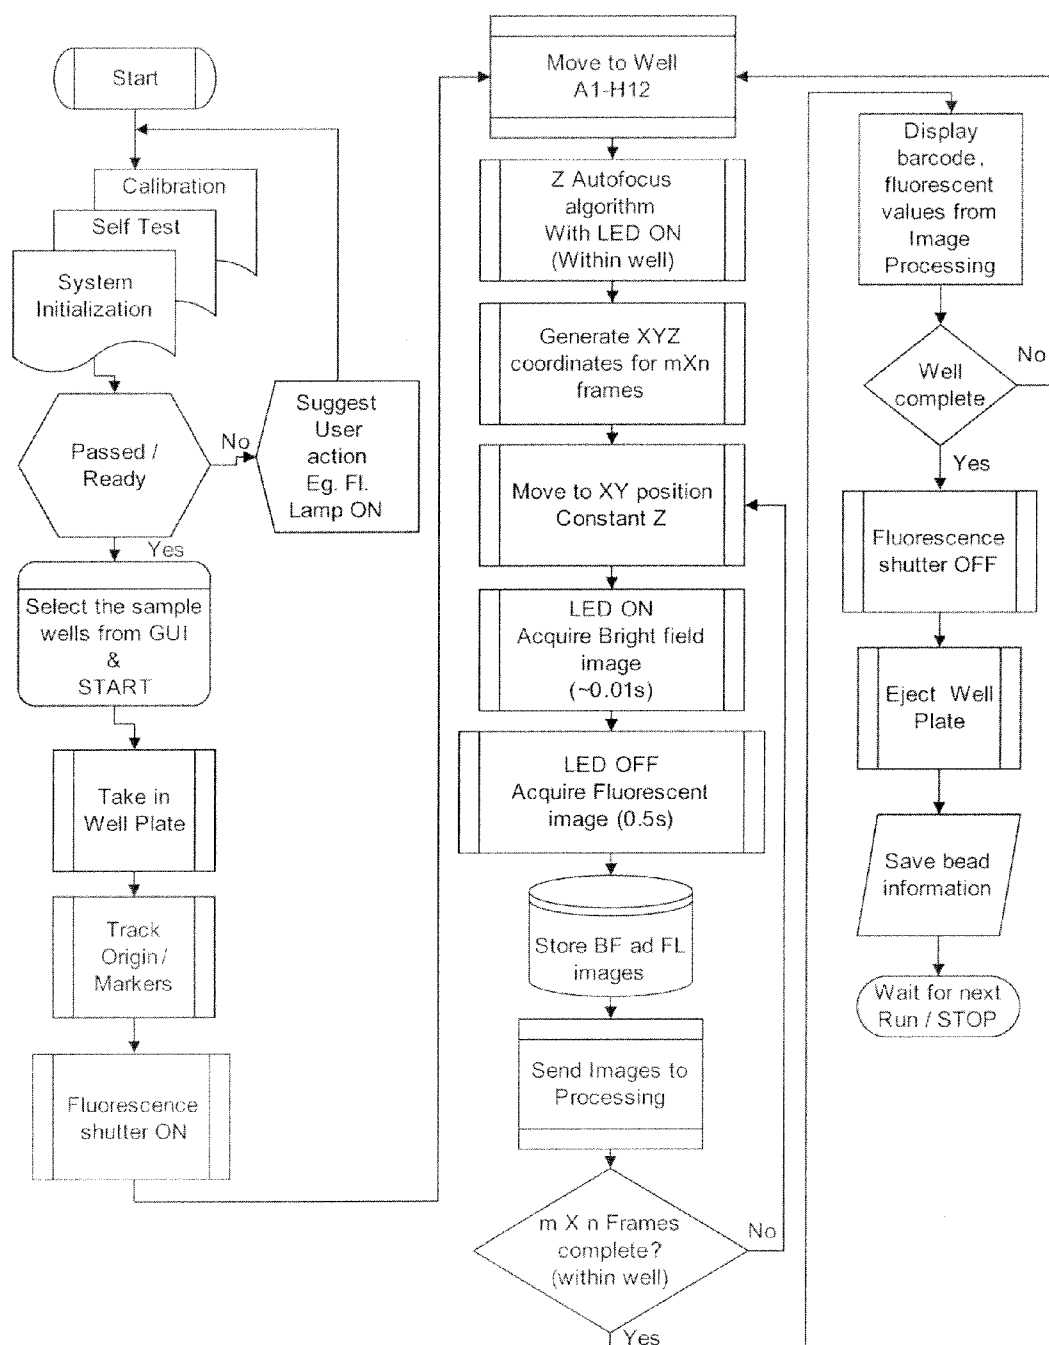 Start
Calibration
Self Test
System
Initialization
Passed /
Ready
No
Suggest
User
action
Eg. Fl.
Lamp ON
Yes
Select the sample
wells from GUI
&
START
Take in
Well Plate
Track
Origin/
Markers
Fluorescence
shutter ON
Move to Well
A1-H12
Z Autofocus
algorithm
With LED ON
(Within well)
Generate XYZ
coordinates for mXn
frames
Move to XY position
Constant Z
LED ON
Acquire Bright field
image
(~0.01s)
LED OFF
Acquire Fluorescent
image (0.5s)
Store BF ad FL
images
Send Images to
Processing
m X n Frames
complete?
(within well)
No
Yes
Display
barcode,
fluorescent
values from
Image
Processing
Well
complete
No
Yes
Fluorescence
shutter OFF
Eject Well
Plate
Save bead
information
Wait for next
Run / STOP